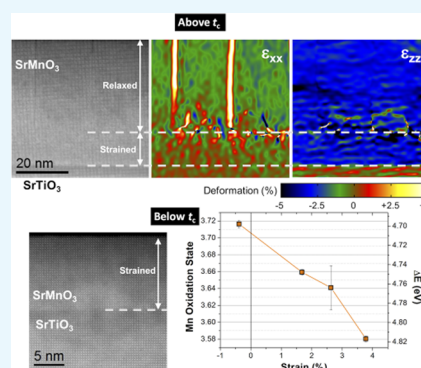 Above tc
SrMnO3
Relaxed
Strained
20 nm
SrTiO3
εxx
εzz
Deformation (%)
-5 -2.5 0 +2.5 +5
Below tc
Strained
SrMnO3
SrTiO3
5 nm
Mn Oxidation State
3.72
3.70
3.68
3.66
3.64
3.62
3.60
3.58
-1 0 1 2 3 4
Strain (%)
4.70
4.72
4.74
4.76
4.78
4.80
4.82
ΔE (eV)